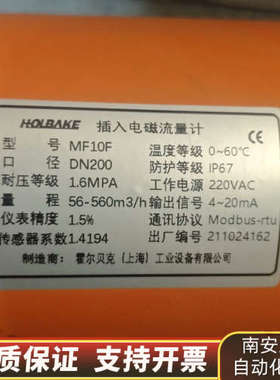 HOLBAKE 插入电磁流量计
型 号 MF10F 温度等级 0~60℃
口 径 DN200 防护等级 IP67
耐压等级 1.6MPA 工作电源 220VAC
量 程 56-560m3/h 输出信号 4~20mA
仪表精度 1.5% 通讯协议 Modbus-rtu
传感器系数 1.4194 出厂编号 211024162
制造商： 霍尔贝克（上海）工业设备有限公司
质保证 支持开票
南安
自动化